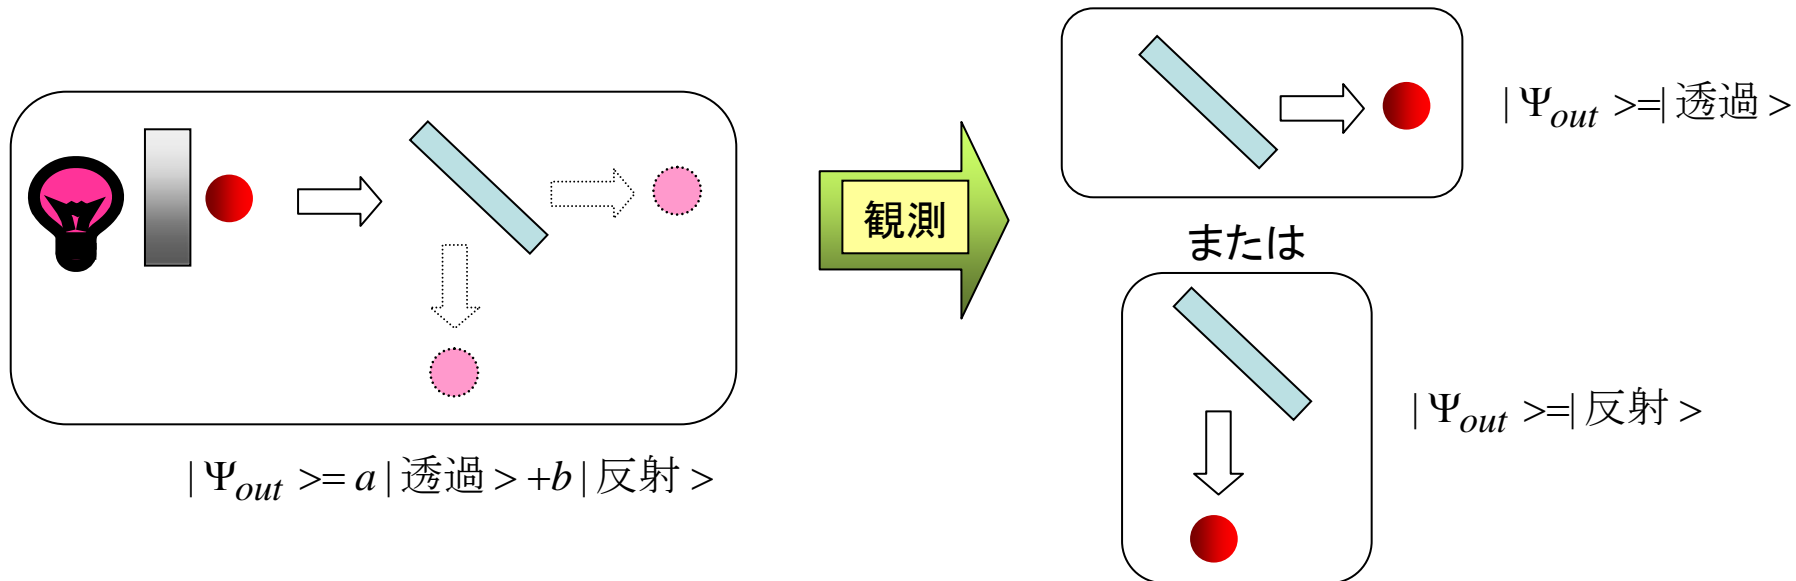 |Ψout >= a | 透過 > +b | 反射 >
観測
|Ψout >=| 透過 >
または
|Ψout >=| 反射 >